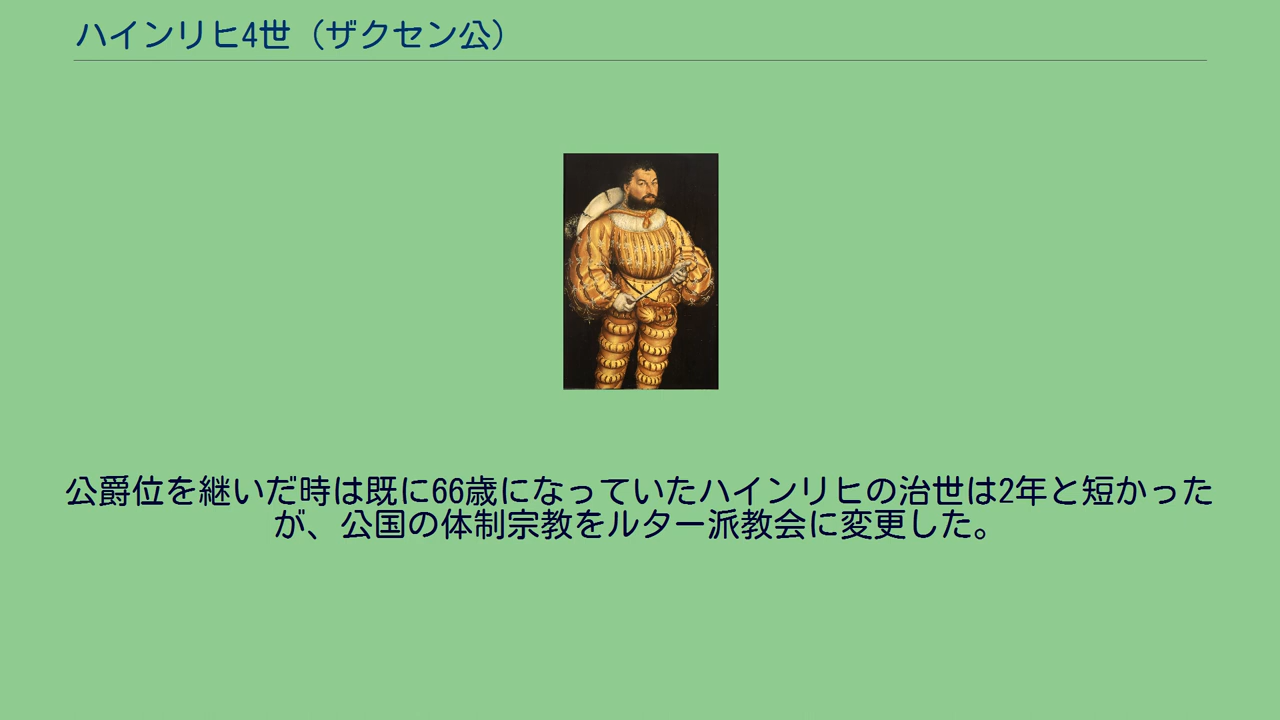 ハインリヒ4世（ザクセン公）
公爵位を継いだ時は既に66歳になっていたハインリヒの治世は2年と短かった
が、公国の体制宗教をルター派教会に変更した。